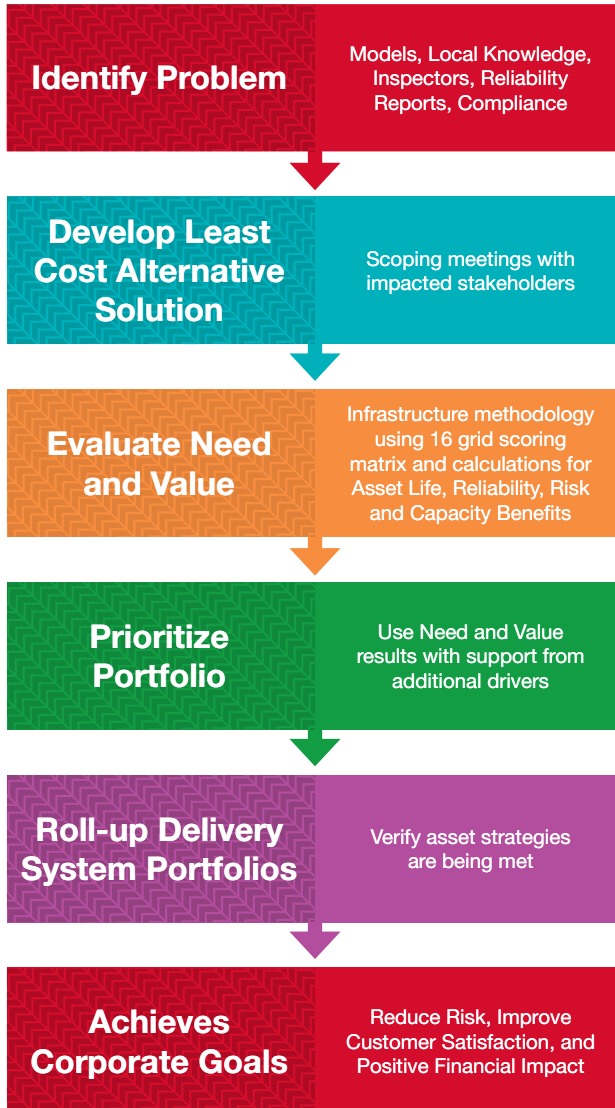 Identify Problem
Models, Local Knowledge,
Inspectors, Reliability
Reports, Compliance
Develop Least
Cost Alternative
Solution
Scoping meetings with
impacted stakeholders
Evaluate Need
and Value
Infrastructure methodology
using 16 grid scoring
matrix and calculations for
Asset Life, Reliability, Risk
and Capacity Benefits
Prioritize
Portfolio
Use Need and Value
results with support from
additional drivers
Roll-up Delivery
System Portfolios
Verify asset strategies
are being met
Achieves
Corporate Goals
Reduce Risk, Improve
Customer Satisfaction, and
Positive Financial Impact